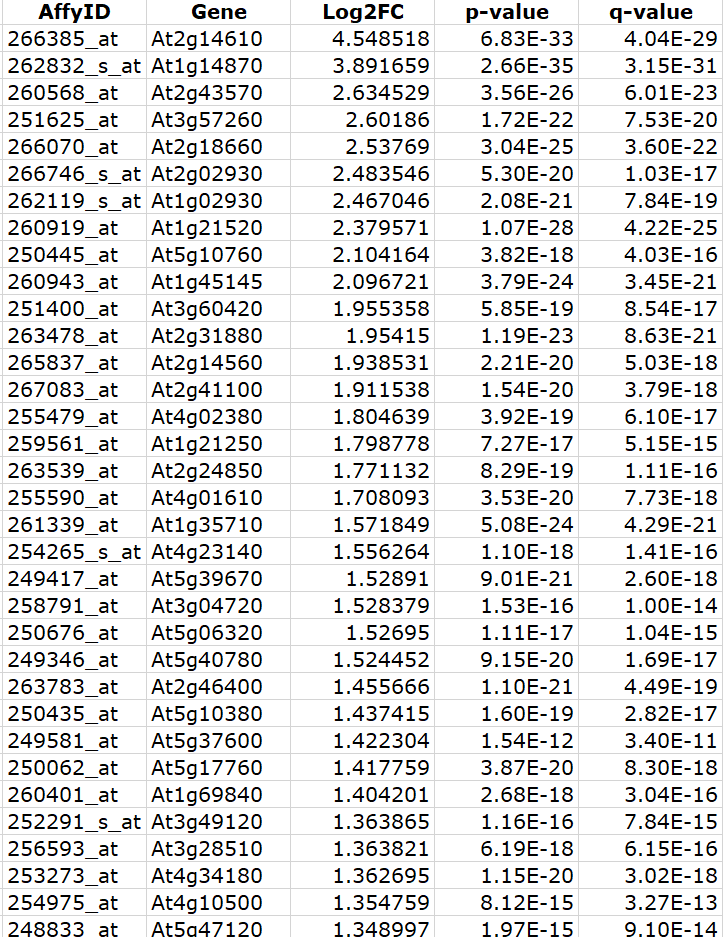 AffyID Gene Log2FC p-value q-value
266385_at At2g14610 4.548518 6.83E-33 4.04E-29
262832_s_at At1g14870 3.891659 2.66E-35 3.15E-31
260568_at At2g43570 2.634529 3.56E-26 6.01E-23
251625_at At3g57260 2.60186 1.72E-22 7.53E-20
266070_at At2g18660 2.53769 3.04E-25 3.60E-22
266746_s_at At2g02930 2.483546 5.30E-20 1.03E-17
262119_s_at At1g02930 2.467046 2.08E-21 7.84E-19
260919_at At1g21520 2.379571 1.07E-28 4.22E-25
250445_at At5g10760 2.104164 3.82E-18 4.03E-16
260943_at At1g45145 2.096721 3.79E-24 3.45E-21
251400_at At3g60420 1.955358 5.85E-19 8.54E-17
263478_at At2g31880 1.95415 1.19E-23 8.63E-21
265837_at At2g14560 1.938531 2.21E-20 5.03E-18
267083_at At2g41100 1.911538 1.54E-20 3.79E-18
255479_at At4g02380 1.804639 3.92E-19 6.10E-17
259561_at At1g21250 1.798778 7.27E-17 5.15E-15
263539_at At2g24850 1.771132 8.29E-19 1.11E-16
255590_at At4g01610 1.708093 3.53E-20 7.73E-18
261339_at At1g35710 1.571849 5.08E-24 4.29E-21
254265_s_at At4g23140 1.556264 1.10E-18 1.41E-16
249417_at At5g39670 1.52891 9.01E-21 2.60E-18
258791_at At3g04720 1.528379 1.53E-16 1.00E-14
250676_at At5g06320 1.52695 1.11E-17 1.04E-15
249346_at At5g40780 1.524452 9.15E-20 1.69E-17
263783_at At2g46400 1.455666 1.10E-21 4.49E-19
250435_at At5g10380 1.437415 1.60E-19 2.82E-17
249581_at At5g37600 1.422304 1.54E-12 3.40E-11
250062_at At5g17760 1.417759 3.87E-20 8.30E-18
260401_at At1g69840 1.404201 2.68E-18 3.04E-16
252291_s_at At3g49120 1.363865 1.16E-16 7.84E-15
256593_at At3g28510 1.363821 6.19E-18 6.15E-16
253273_at At4g34180 1.362695 1.15E-20 3.02E-18
254975_at At4g10500 1.354759 8.12E-15 3.27E-13
248833_at At5g47120 1.348997 1.97E-15 9.10E-14